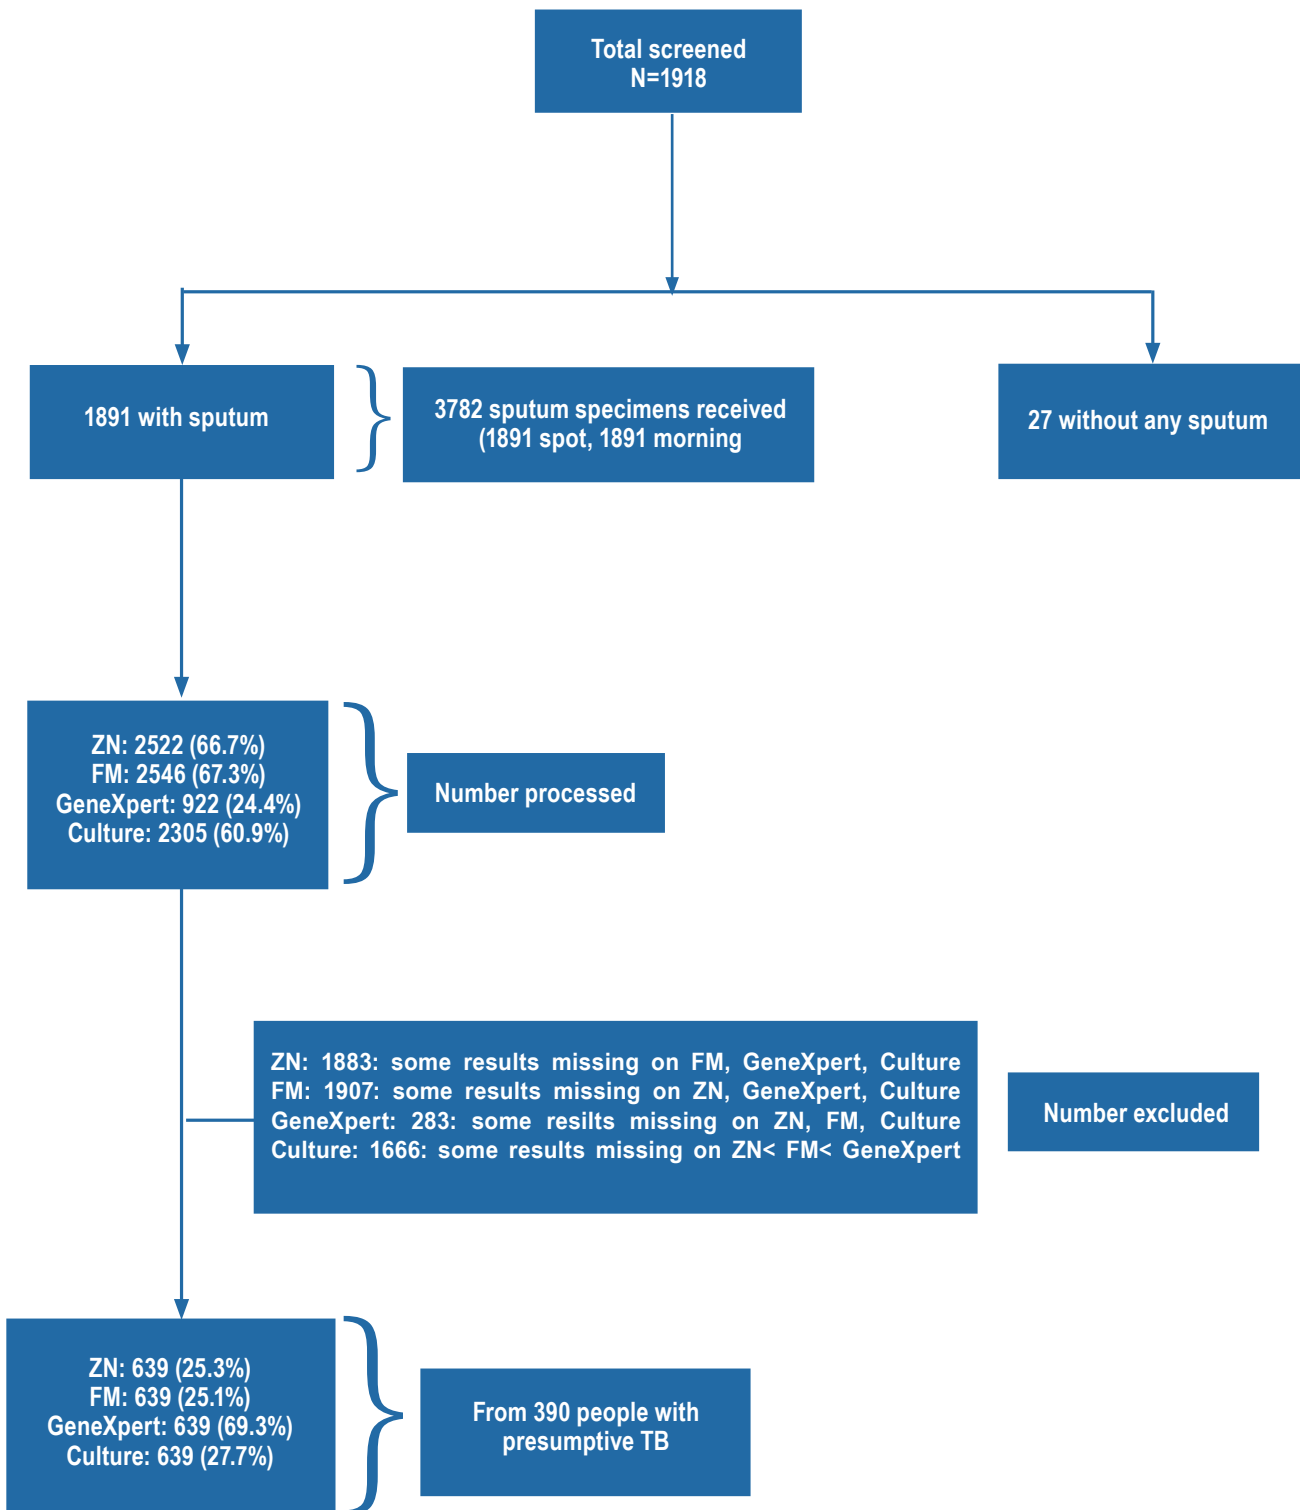 Total screened
N=1918
1891 with sputum
3782 sputum specimens received
(1891 spot, 1891 morning
27 without any sputum
ZN: 2522 (66.7%)
FM: 2546 (67.3%)
GeneXpert: 922 (24.4%)
Culture: 2305 (60.9%)
Number processed
ZN: 1883: some results missing on FM, GeneXpert, Culture
FM: 1907: some results missing on ZN, GeneXpert, Culture
GeneXpert: 283: some resilts missing on ZN, FM, Culture
Culture: 1666: some results missing on ZN< FM< GeneXpert
Number excluded
ZN: 639 (25.3%)
FM: 639 (25.1%)
GeneXpert: 639 (69.3%)
Culture: 639 (27.7%)
From 390 people with
presumptive TB